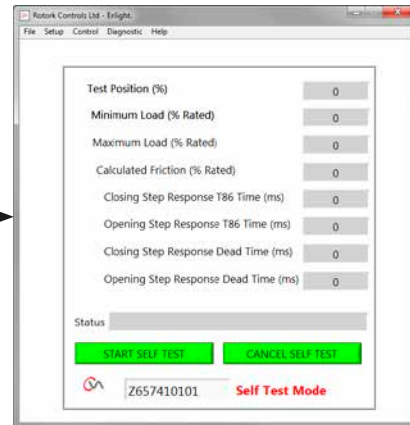 Rotork Controls Ltd - Enlight.
File Setup Control Diagnostic Help
Test Position (%) 0
Minimum Load (% Rated) 0
Maximum Load (% Rated) 0
Calculated Friction (% Rated) 0
Closing Step Response T86 Time (ms) 0
Opening Step Response T86 Time (ms) 0
Closing Step Response Dead Time (ms) 0
Opening Step Response Dead Time (ms) 0
Status
START SELF TEST CANCEL SELF TEST
Z657410101 Self Test Mode